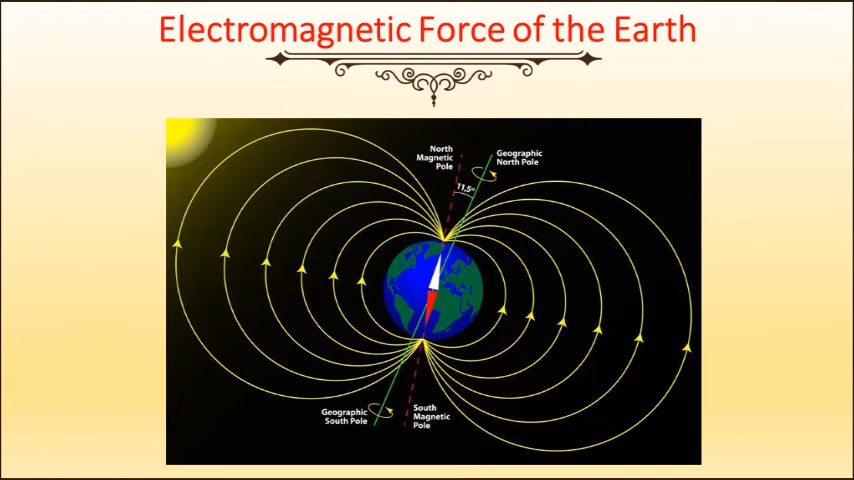 Electromagnetic Force of the Earth
North
Magnetic
Pole
Geographic
North Pole
11,5°
Geographic
South Pole
South
Magnetic
Pole